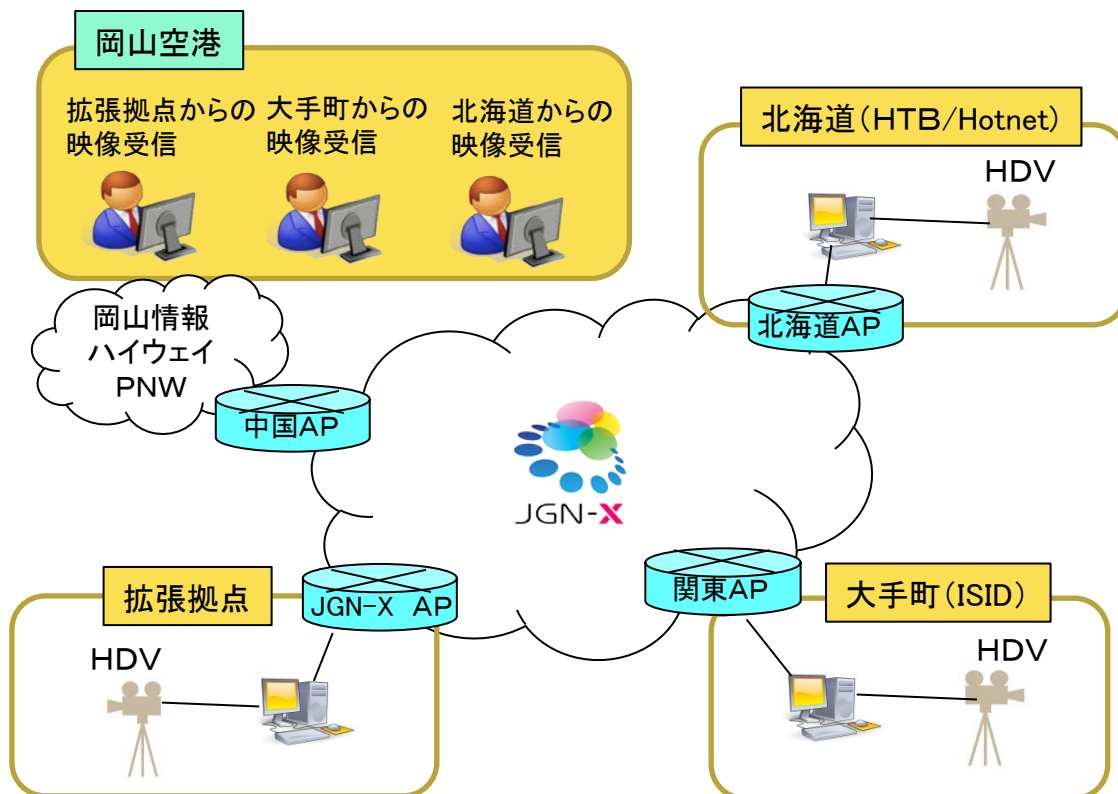 岡山空港
拡張拠点からの
映像受信
大手町からの
映像受信
北海道からの
映像受信
北海道(HTB/Hotnet)
HDV
北海道AP
岡山情報
ハイウェイ
PNW
中国AP
JGN-X
拡張拠点
JGN-X AP
HDV
関東AP
大手町(ISID)
HDV